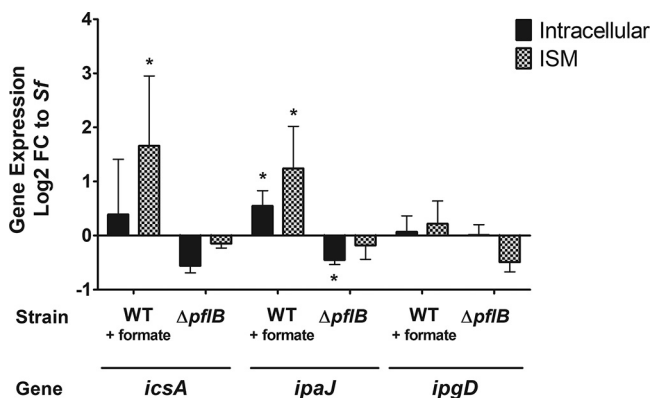 Gene Expression
Log2 FC to Sf
4
3
2
1
0
-1
Intracellular
ISM
*
*
*
*
Strain
WT
+ formate
ΔpflB
WT
+ formate
ΔpflB
WT
+ formate
ΔpflB
Gene
icsA
ipaJ
ipgD